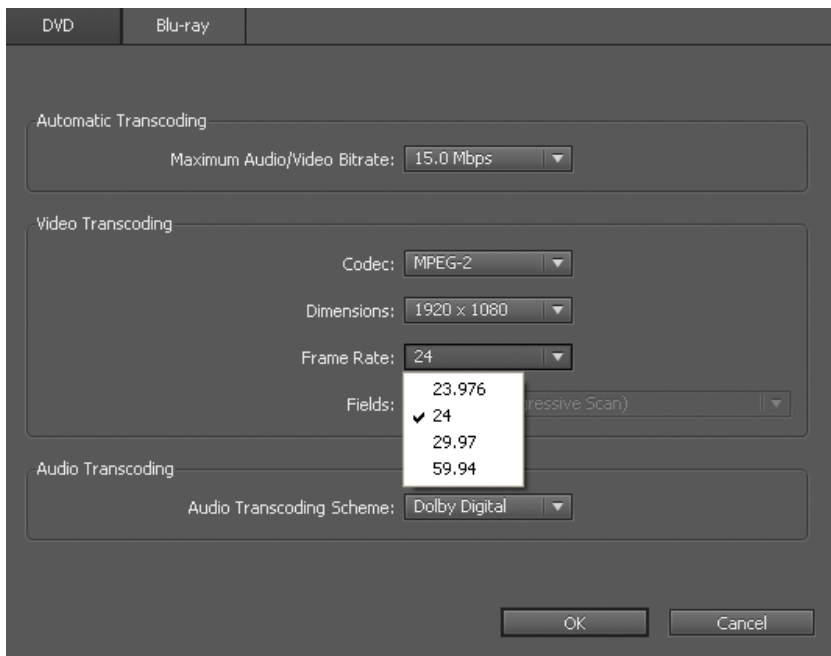 DVD Blu-ray
Automatic Transcoding
Maximum Audio/Video Bitrate: 15.0 Mbps
Video Transcoding
Codec: MPEG-2
Dimensions: 1920 x 1080
Frame Rate: 24
23.976
Fields: ressive Scan)
24
29.97
59.94
Audio Transcoding
Audio Transcoding Scheme: Dolby Digital
OK Cancel